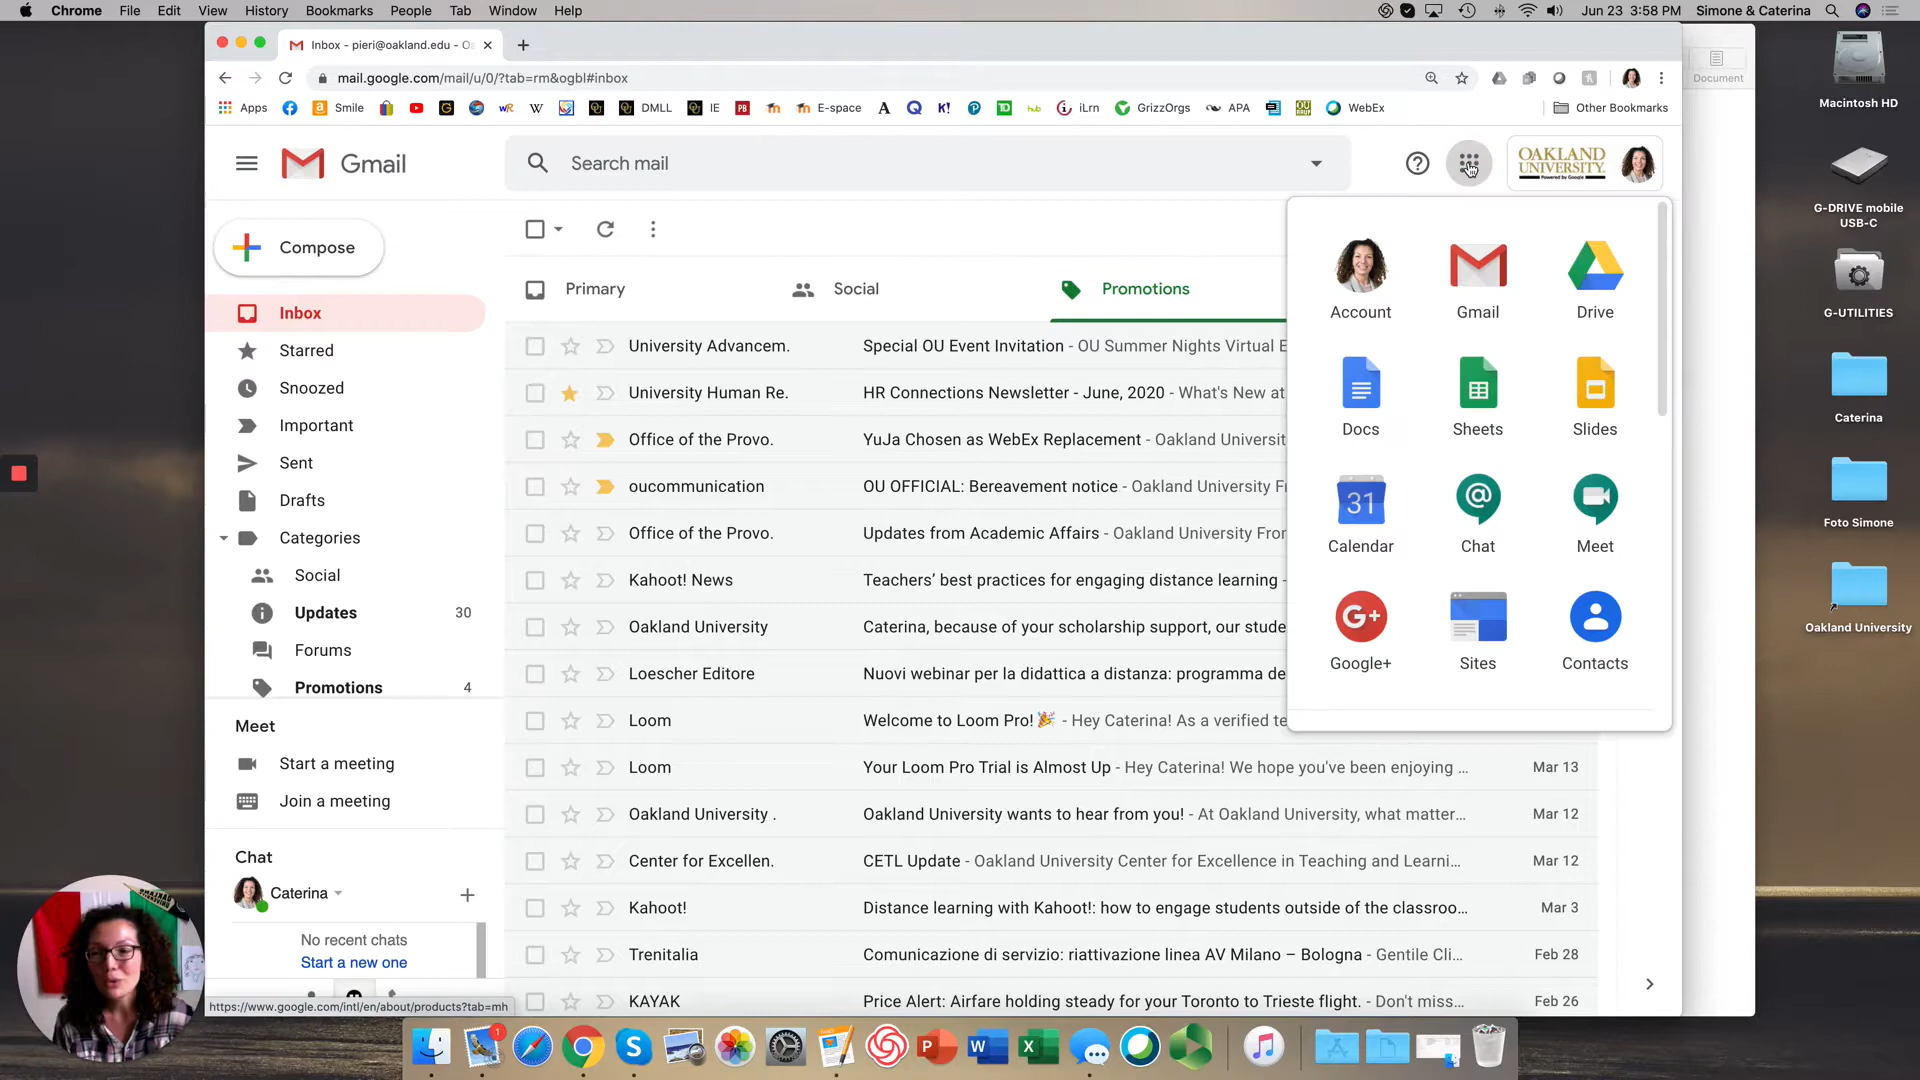 Chrome File Edit View History Bookmarks People Tab Window Help
Jun 23 3:58 PM Simone & Caterina
Inbox - pieri@oakland.edu - O
mail.google.com/mail/u/0/?tab=rm&ogbl#inbox
Document
Apps Smile DMLL IE E-space iLrn GrizzOrgs APA WebEx Other Bookmarks
Gmail
Search mail
OAKLAND
UNIVERSITY
Powered by Google
Compose
Inbox
Starred
Snoozed
Important
Sent
Drafts
Categories
Social
Updates 30
Forums
Promotions 4
Meet
Start a meeting
Join a meeting
Chat
Caterina
No recent chats
Start a new one
https://www.google.com/intl/en/about/products?tab=mh
Primary Social Promotions
University Advancem. Special OU Event Invitation - OU Summer Nights Virtual E
University Human Re. HR Connections Newsletter - June, 2020 - What's New at
Office of the Provo. YuJa Chosen as WebEx Replacement - Oakland Universit
oucommunication OU OFFICIAL: Bereavement notice - Oakland University Fr
Office of the Provo. Updates from Academic Affairs - Oakland University Fron
Kahoot! News Teachers’ best practices for engaging distance learning -
Oakland University Caterina, because of your scholarship support, our stude
Loescher Editore Nuovi webinar per la didattica a distanza: programma de
Loom Welcome to Loom Pro! 🎉 - Hey Caterina! As a verified te
Loom Your Loom Pro Trial is Almost Up - Hey Caterina! We hope you've been enjoying ... Mar 13
Oakland University . Oakland University wants to hear from you! - At Oakland University, what matter... Mar 12
Center for Excellen. CETL Update - Oakland University Center for Excellence in Teaching and Learni... Mar 12
Kahoot! Distance learning with Kahoot!: how to engage students outside of the classroo... Mar 3
Trenitalia Comunicazione di servizio: riattivazione linea AV Milano – Bologna - Gentile Cli... Feb 28
KAYAK Price Alert: Airfare holding steady for your Toronto to Trieste flight. - Don't miss... Feb 26
Account Gmail Drive
Docs Sheets Slides
31
Calendar Chat Meet
G+
Google+ Sites Contacts
Macintosh HD
G-DRIVE mobile
USB-C
G-UTILITIES
Caterina
Foto Simone
Oakland University